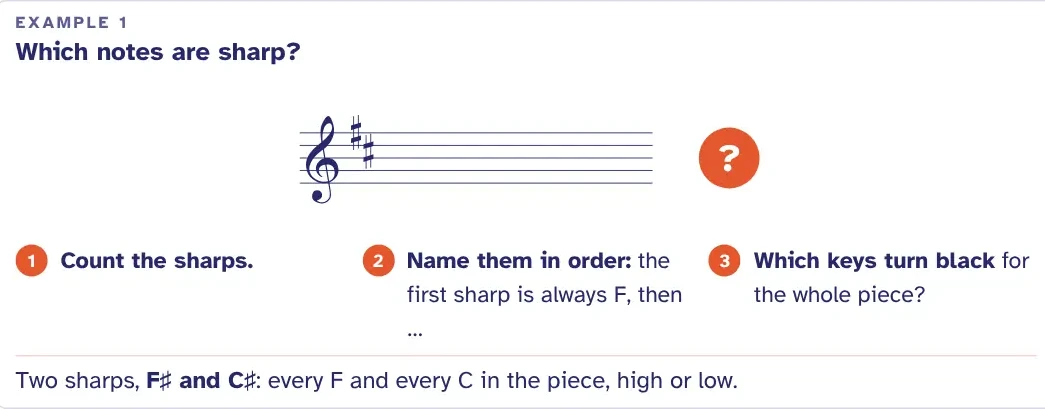 EXAMPLE 1
Which notes are sharp?
?
1 Count the sharps.
2 Name them in order: the
first sharp is always F, then
...
3 Which keys turn black for
the whole piece?
Two sharps, F♯ and C♯: every F and every C in the piece, high or low.